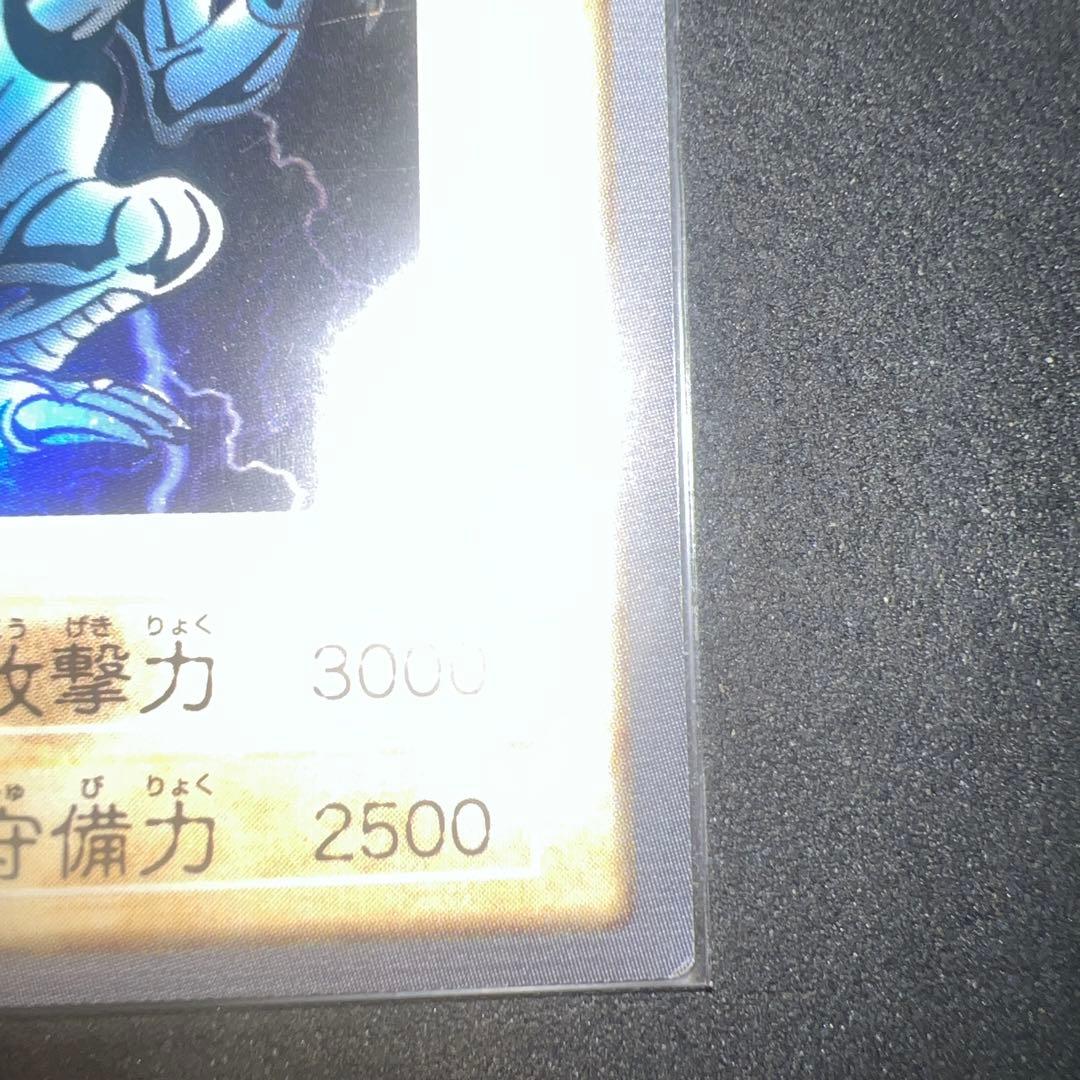 げき りょく
撃力 3000
び りょく
備力 2500